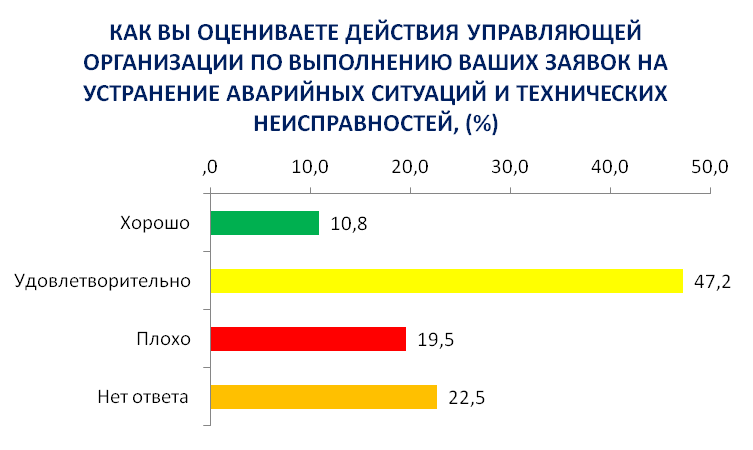 КАК ВЫ ОЦЕНИВАЕТЕ ДЕЙСТВИЯ УПРАВЛЯЮЩЕЙ
ОРГАНИЗАЦИИ ПО ВЫПОЛНЕНИЮ ВАШИХ ЗАЯВОК НА
УСТРАНЕНИЕ АВАРИЙНЫХ СИТУАЦИЙ И ТЕХНИЧЕСКИХ
НЕИСПРАВНОСТЕЙ, (%)
,0 10,0 20,0 30,0 40,0 50,0
Хорошо 10,8
Удовлетворительно 47,2
Плохо 19,5
Нет ответа 22,5